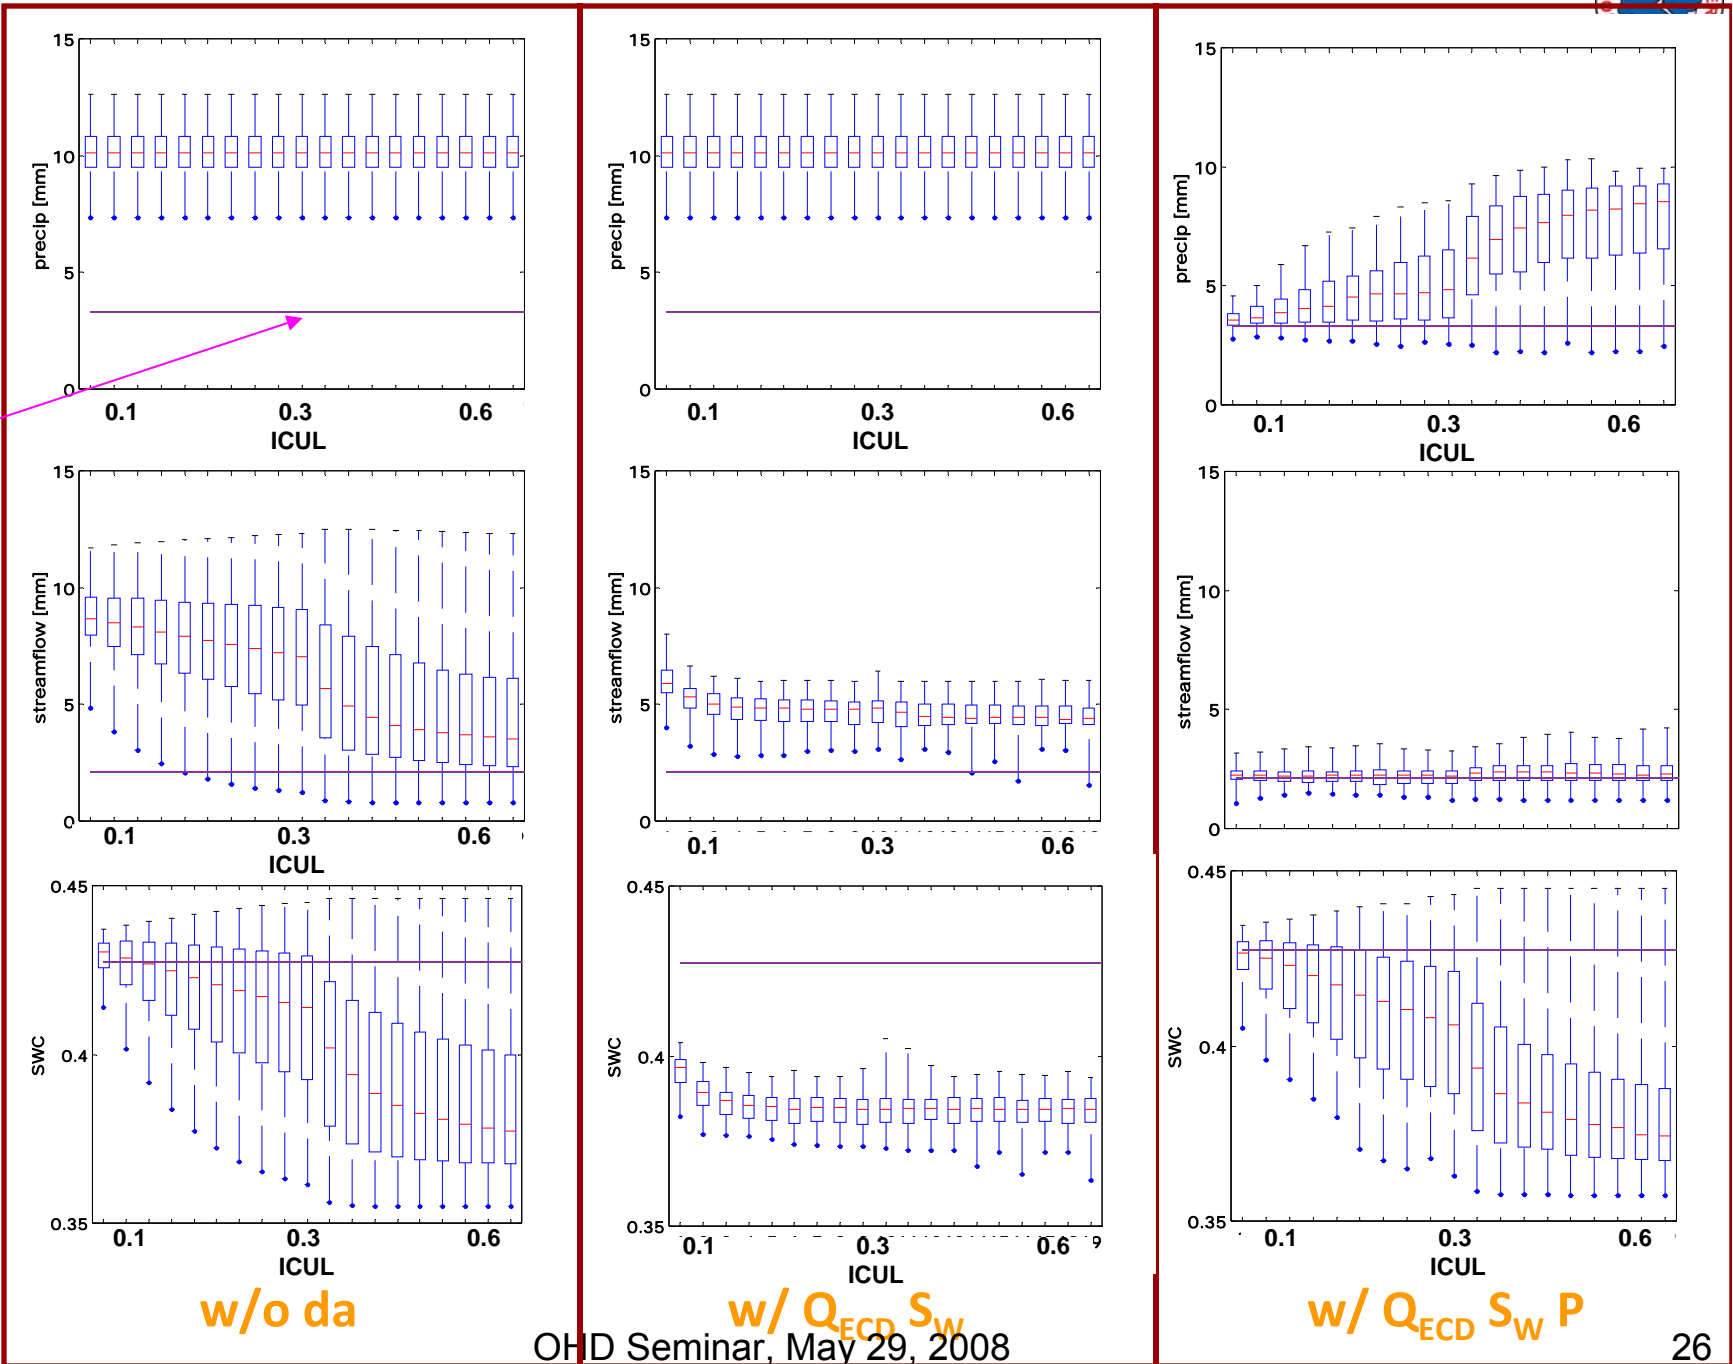 15
10
5
0
precip [mm]
0.1 0.3 0.6
ICUL
15
10
5
0
precip [mm]
0.1 0.3 0.6
ICUL
15
10
5
0
precip [mm]
0.1 0.3 0.6
ICUL
15
10
5
0
streamflow [mm]
0.1 0.3 0.6
ICUL
15
10
5
0
streamflow [mm]
0.1 0.3 0.6
15
10
5
0
streamflow [mm]
0.45
0.4
0.35
SWC
0.1 0.3 0.6
ICUL
0.45
0.4
0.35
SWC
0.1 0.3 0.6 9
ICUL
0.45
0.4
0.35
SWC
0.1 0.3 0.6
ICUL
w/o da
w/ QECD SW
w/ QECD SW P
OHD Seminar, May 29, 2008
26